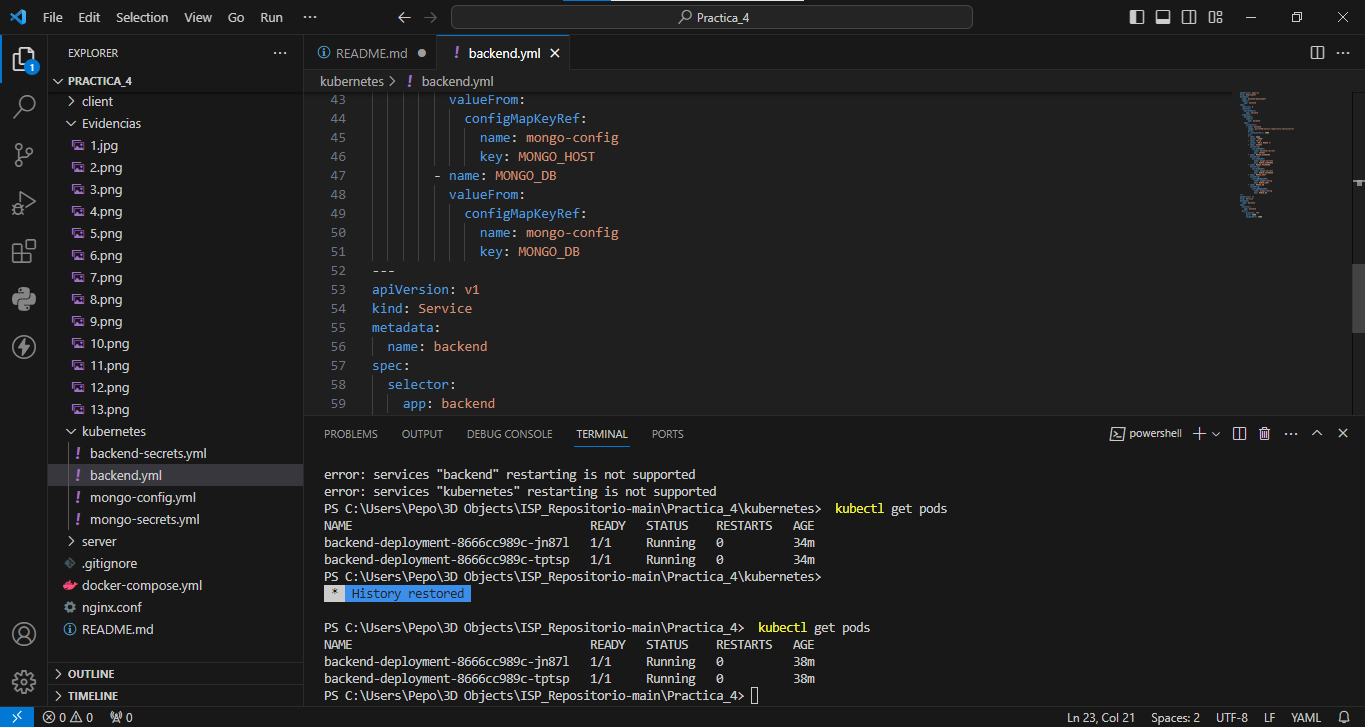 File Edit Selection View Go Run ···
Practica_4
EXPLORER ···
PRACTICA_4
client
Evidencias
1.jpg
2.png
3.png
4.png
5.png
6.png
7.png
8.png
9.png
10.png
11.png
12.png
13.png
kubernetes
! backend-secrets.yml
! backend.yml
! mongo-config.yml
! mongo-secrets.yml
server
.gitignore
docker-compose.yml
nginx.conf
README.md
OUTLINE
TIMELINE
1
README.md ● ! backend.yml ×
kubernetes > ! backend.yml
43 valueFrom:
44 configMapKeyRef:
45 name: mongo-config
46 key: MONGO_HOST
47 - name: MONGO_DB
48 valueFrom:
49 configMapKeyRef:
50 name: mongo-config
51 key: MONGO_DB
52 ---
53 apiVersion: v1
54 kind: Service
55 metadata:
56 name: backend
57 spec:
58 selector:
59 app: backend
PROBLEMS OUTPUT DEBUG CONSOLE TERMINAL PORTS
powershell
error: services "backend" restarting is not supported
error: services "kubernetes" restarting is not supported
PS C:\Users\Pepo\3D Objects\ISP_Repositorio-main\Practica_4\kubernetes> kubectl get pods
NAME READY STATUS RESTARTS AGE
backend-deployment-8666cc989c-jn87l 1/1 Running 0 34m
backend-deployment-8666cc989c-tptsp 1/1 Running 0 34m
PS C:\Users\Pepo\3D Objects\ISP_Repositorio-main\Practica_4\kubernetes>
* History restored
PS C:\Users\Pepo\3D Objects\ISP_Repositorio-main\Practica_4> kubectl get pods
NAME READY STATUS RESTARTS AGE
backend-deployment-8666cc989c-jn87l 1/1 Running 0 38m
backend-deployment-8666cc989c-tptsp 1/1 Running 0 38m
PS C:\Users\Pepo\3D Objects\ISP_Repositorio-main\Practica_4>
0 0 0
Ln 23, Col 21 Spaces: 2 UTF-8 LF YAML